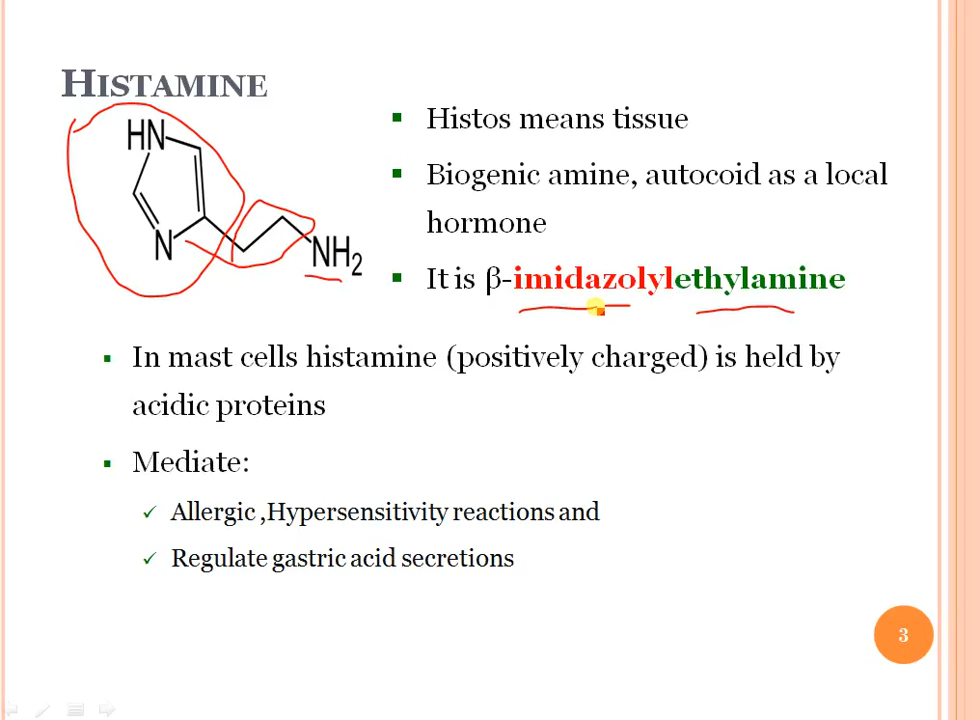 HISTAMINE
HN
N
NH2
Histos means tissue
Biogenic amine, autocoid as a local
hormone
It is β-imidazolylethylamine
In mast cells histamine (positively charged) is held by
acidic proteins
Mediate:
Allergic ,Hypersensitivity reactions and
Regulate gastric acid secretions
3